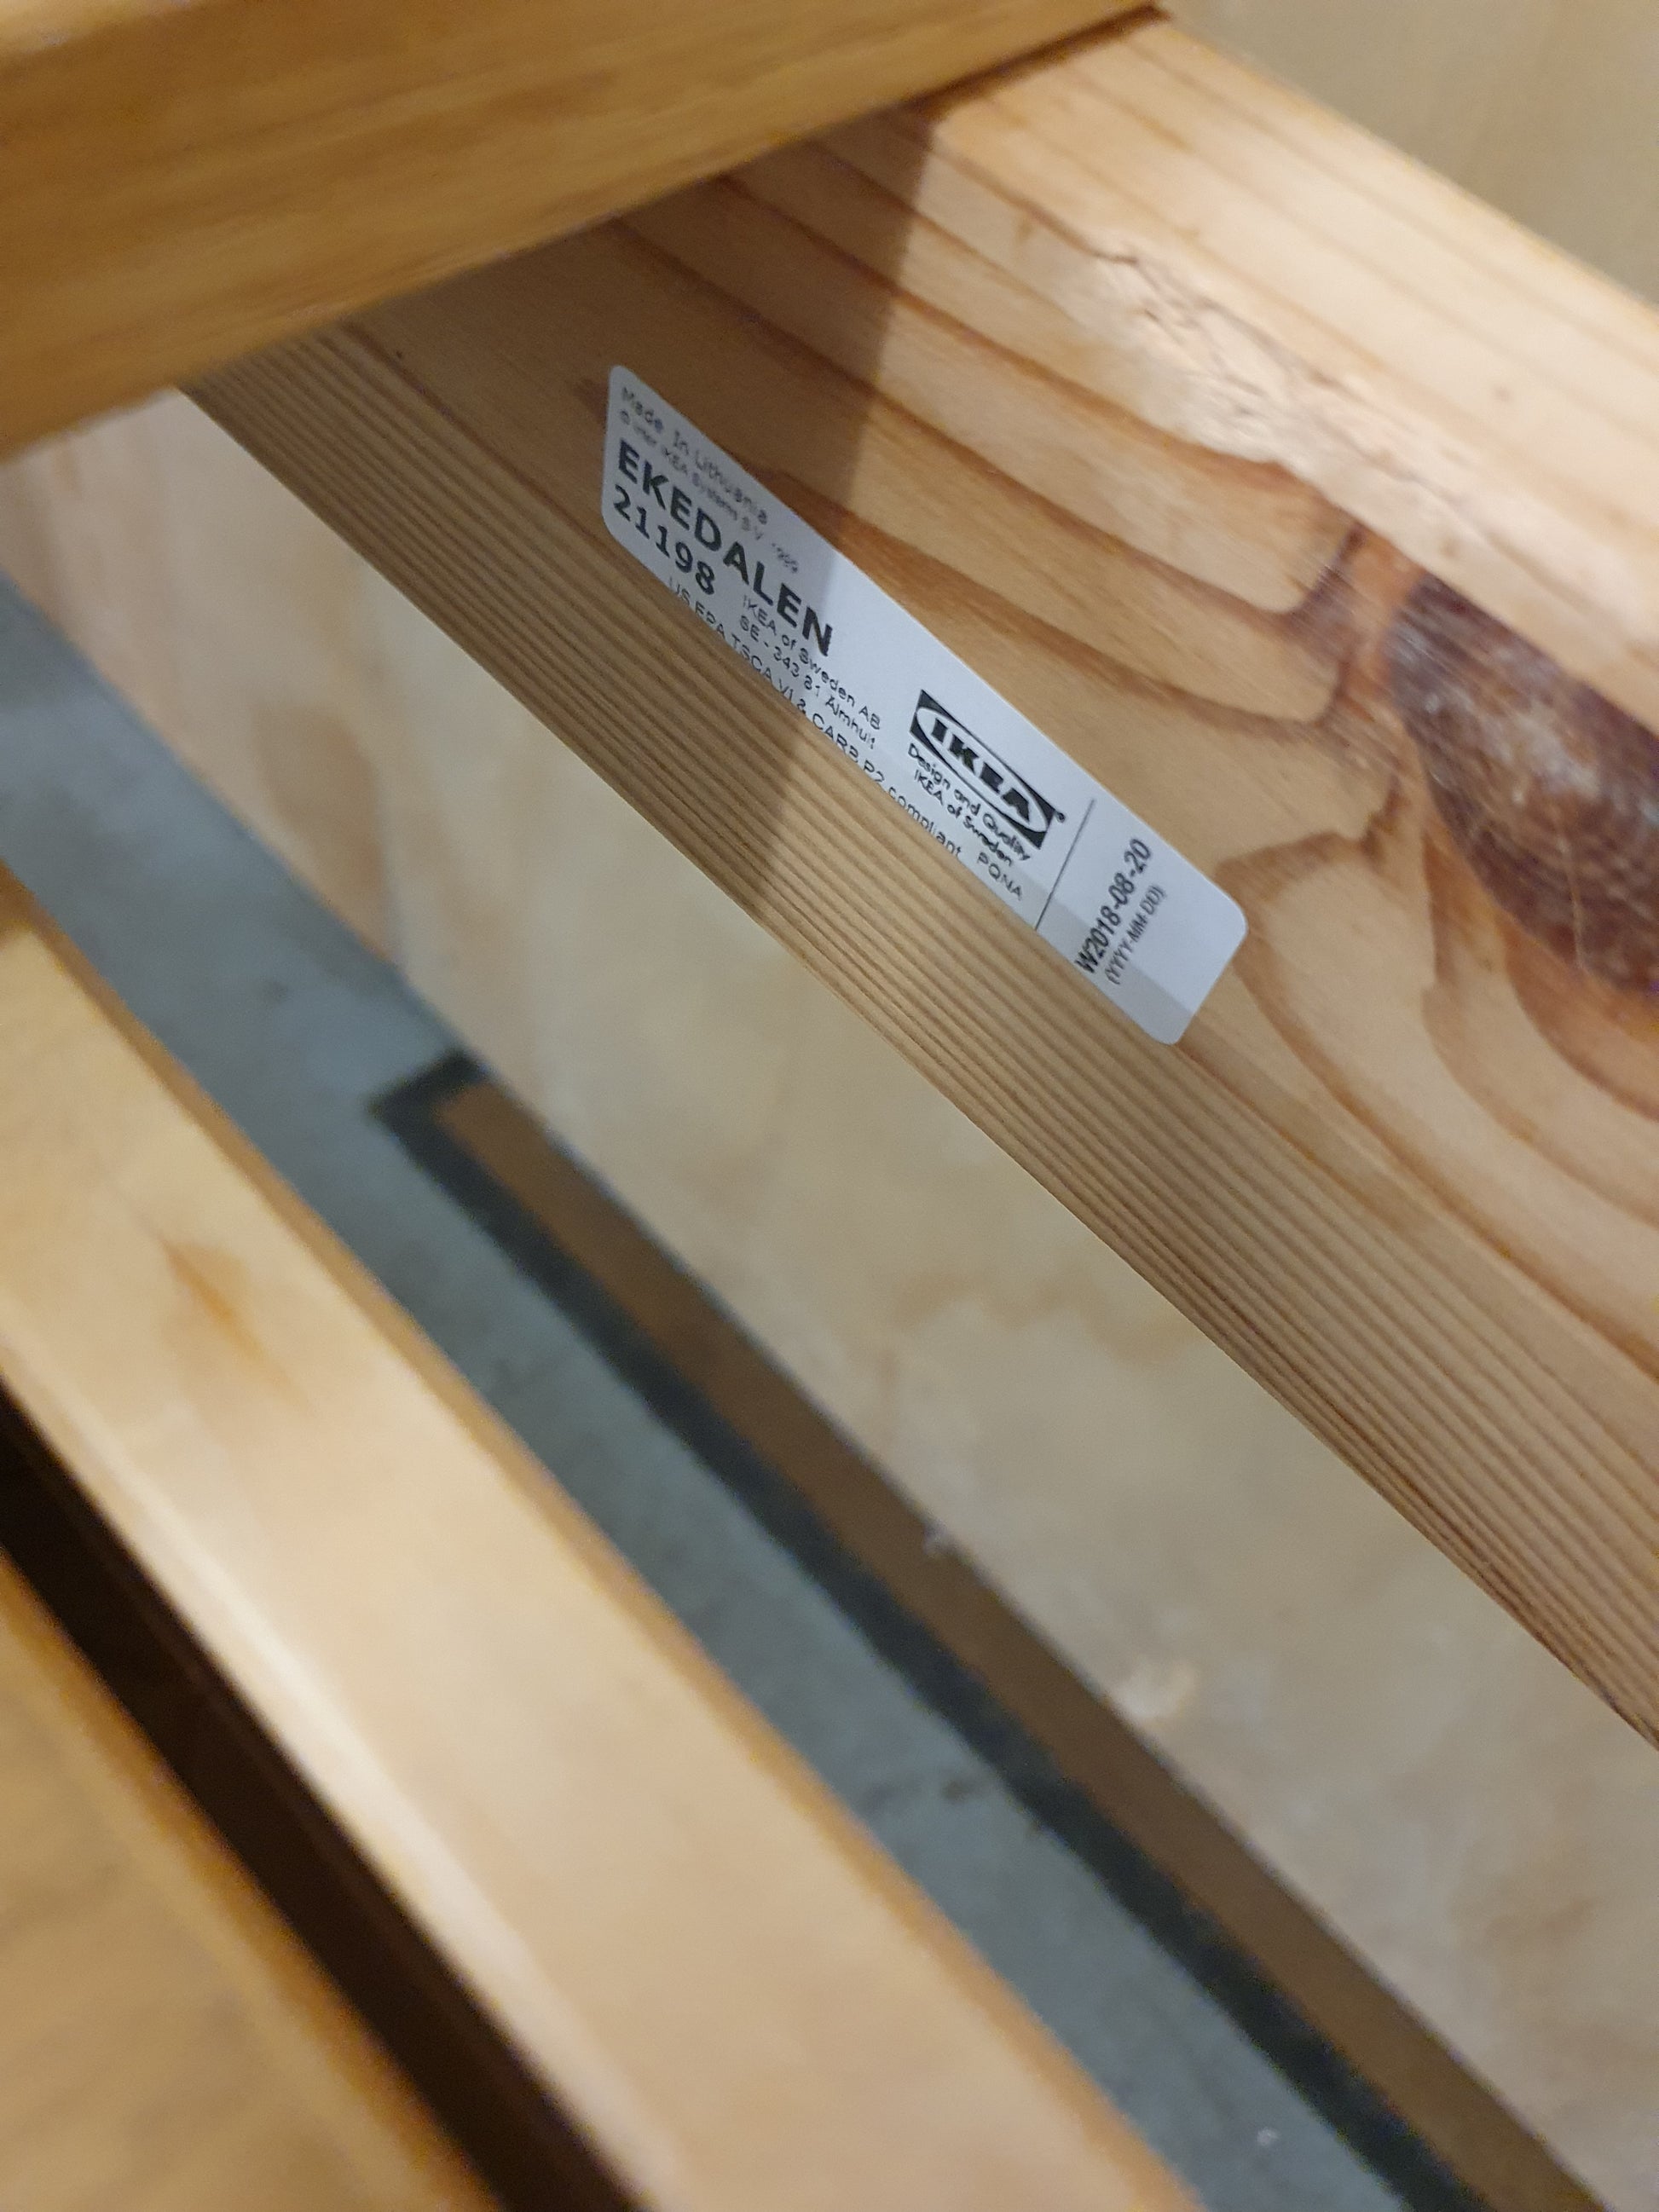 Made in Lithuania
© Inter IKEA Systems B.V. 1999
EKEDALEN
21198
IKEA of Sweden AB
SE - 343 81 Älmhult
US EPA TSCA VI & CARB P2 compliant PQNA
IKEA®
Design and Quality
IKEA of Sweden
W2018-08-20
(YYYY-MM-DD)